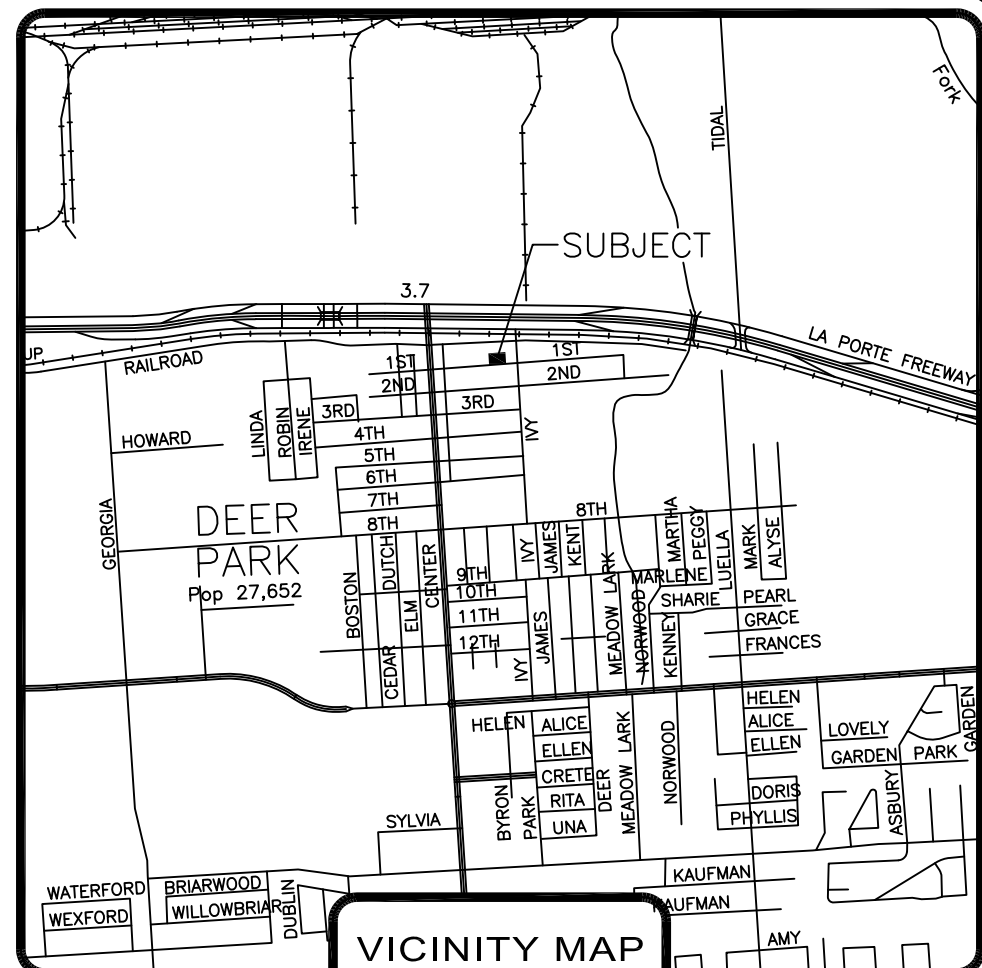 Fork
TIDAL
SUBJECT
3.7
LA PORTE FREEWAY
UP
RAILROAD
1ST
1ST
2ND
2ND
3RD
3RD
LINDA
ROBIN
IRENE
HOWARD
4TH
IVY
5TH
6TH
7TH
8TH
8TH
GEORGIA
DEER
PARK
Pop 27,652
BOSTON
DUTCH
CEDAR
ELM
CENTER
9TH
10TH
11TH
12TH
IVY
JAMES
KENT
IVY
JAMES
MEADOW LARK
NORWOOD
MARTHA
PEGGY
MARLENE
SHARIE
KENNEY
LUELLA
MARK
ALYSE
PEARL
GRACE
FRANCES
HELEN
ALICE
ELLEN
CRETE
RITA
UNA
BYRON
PARK
DEER
MEADOW LARK
NORWOOD
HELEN
ALICE
ELLEN
DORIS
PHYLLIS
LOVELY
GARDEN PARK
GARDEN
ASBURY
SYLVIA
WATERFORD
WEXFORD
BRIARWOOD
WILLOWBRIAR
DUBLIN
KAUFMAN
KAUFMAN
AMY
VICINITY MAP